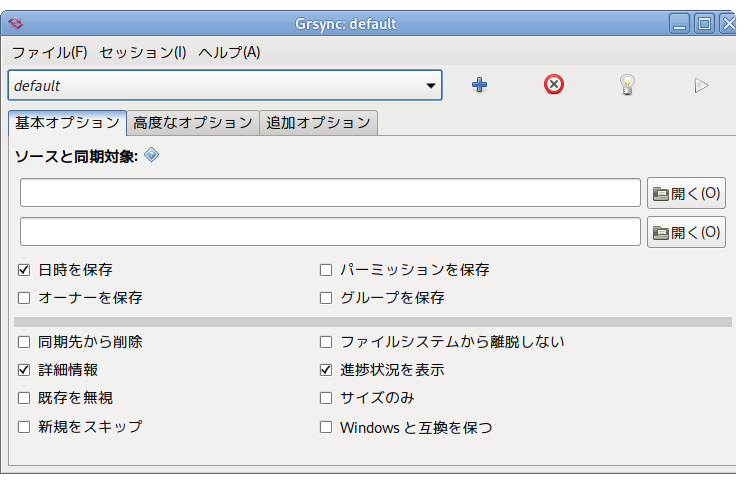 Grsync: default
ファイル(F) セッション(I) ヘルプ(A)
default
基本オプション 高度なオプション 追加オプション
ソースと同期対象:
開く(O)
開く(O)
日時を保存 パーミッションを保存
オーナーを保存 グループを保存
同期先から削除 ファイルシステムから離脱しない
詳細情報 進捗状況を表示
既存を無視 サイズのみ
新規をスキップ Windows と互換を保つ